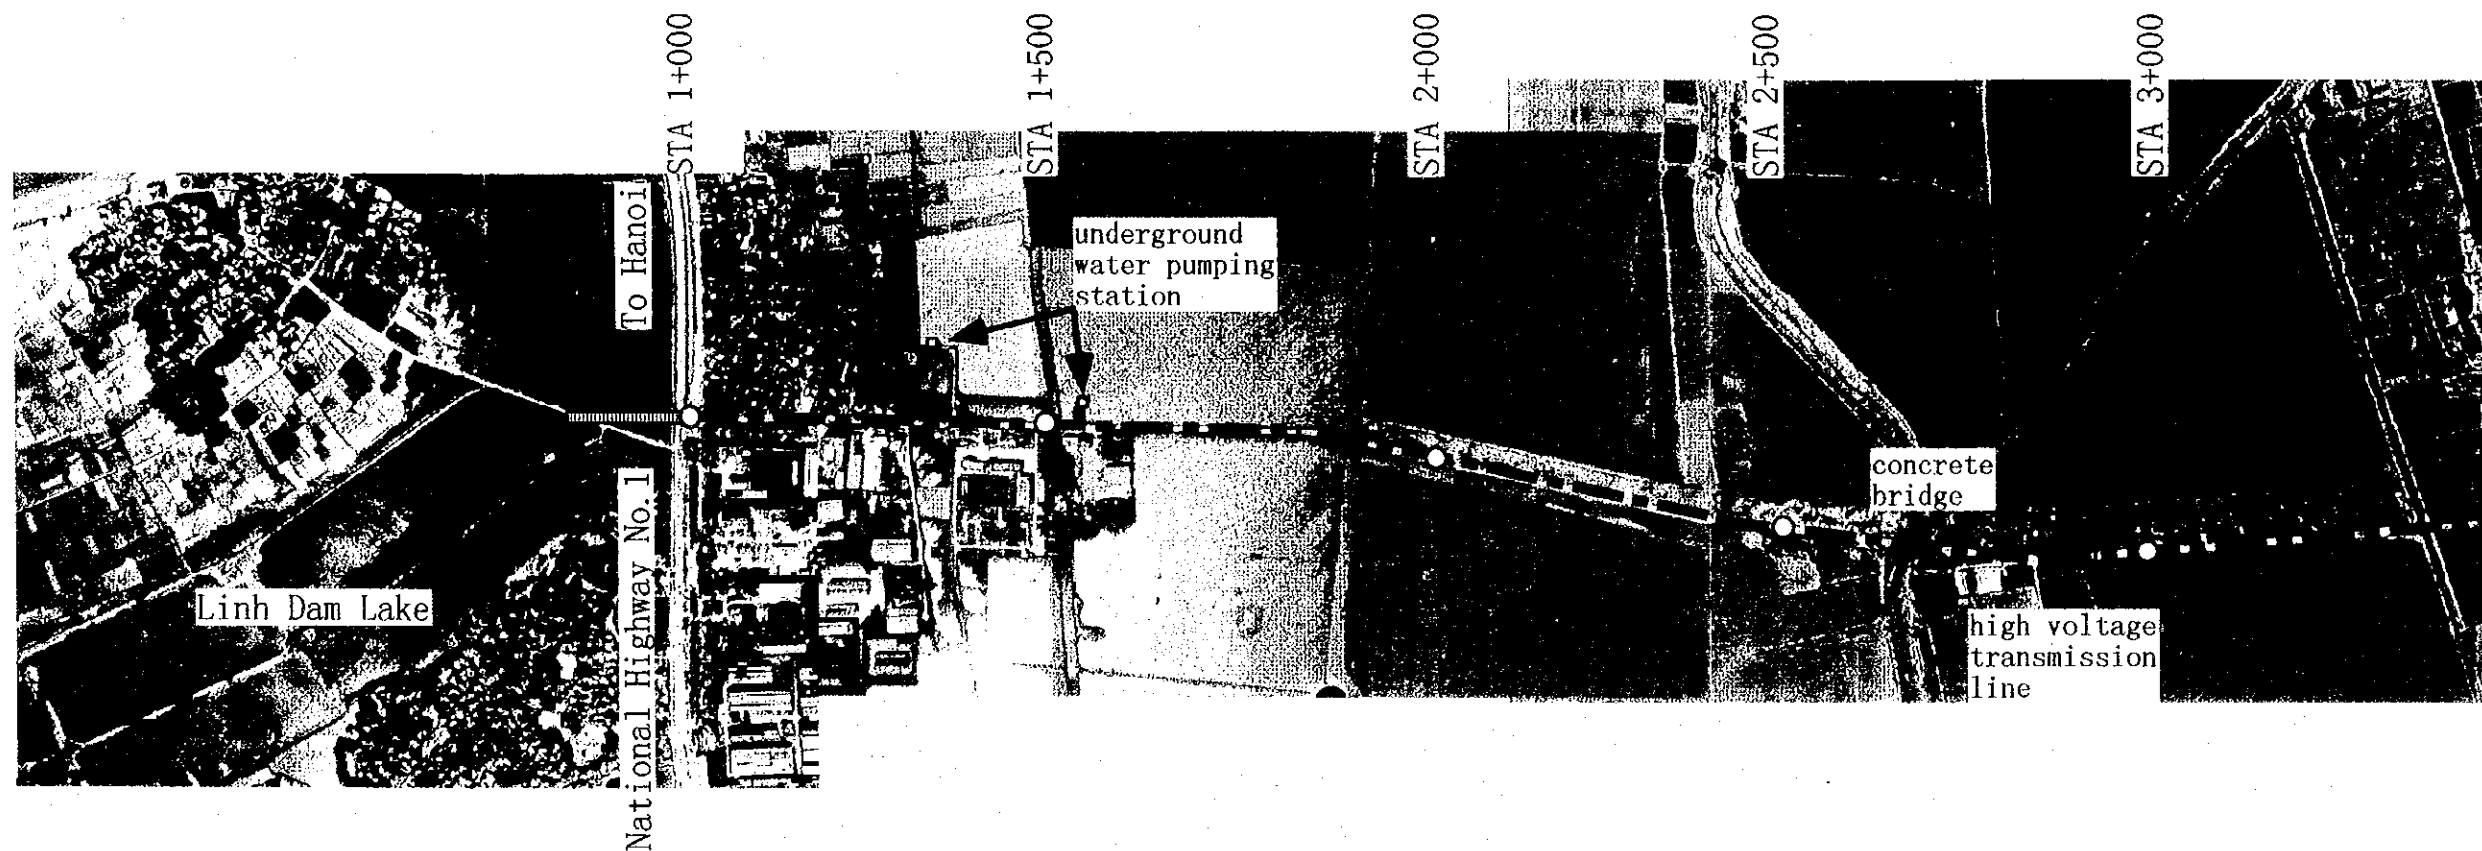 STA 1+000
STA 1+500
STA 2+000
STA 2+500
STA 3+000
To Hanoi
underground
water pumping
station
concrete
bridge
Linh Dam Lake
National Highway No.1
high voltage
transmission
line